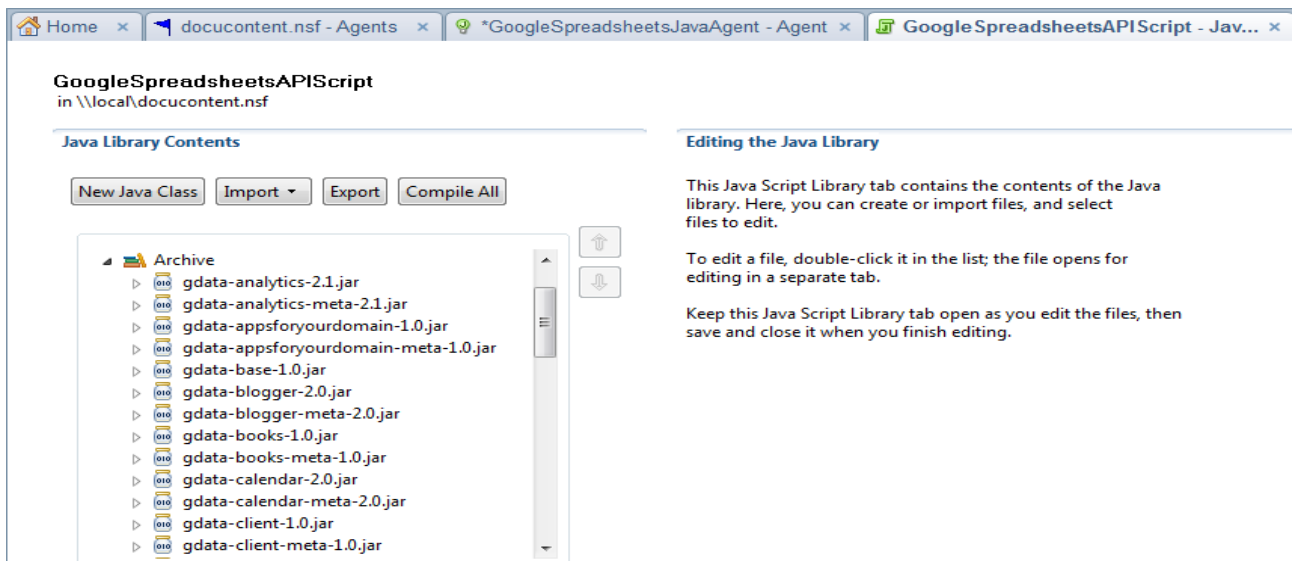 Home
docucontent.nsf - Agents
*GoogleSpreadsheetsJavaAgent - Agent
GoogleSpreadsheetsAPIScript - Jav...
GoogleSpreadsheetsAPIScript
in \\local\docucontent.nsf
Java Library Contents
New Java Class
Import
Export
Compile All
Archive
gdata-analytics-2.1.jar
gdata-analytics-meta-2.1.jar
gdata-appsforyourdomain-1.0.jar
gdata-appsforyourdomain-meta-1.0.jar
gdata-base-1.0.jar
gdata-blogger-2.0.jar
gdata-blogger-meta-2.0.jar
gdata-books-1.0.jar
gdata-books-meta-1.0.jar
gdata-calendar-2.0.jar
gdata-calendar-meta-2.0.jar
gdata-client-1.0.jar
gdata-client-meta-1.0.jar
Editing the Java Library
This Java Script Library tab contains the contents of the Java
library. Here, you can create or import files, and select
files to edit.
To edit a file, double-click it in the list; the file opens for
editing in a separate tab.
Keep this Java Script Library tab open as you edit the files, then
save and close it when you finish editing.